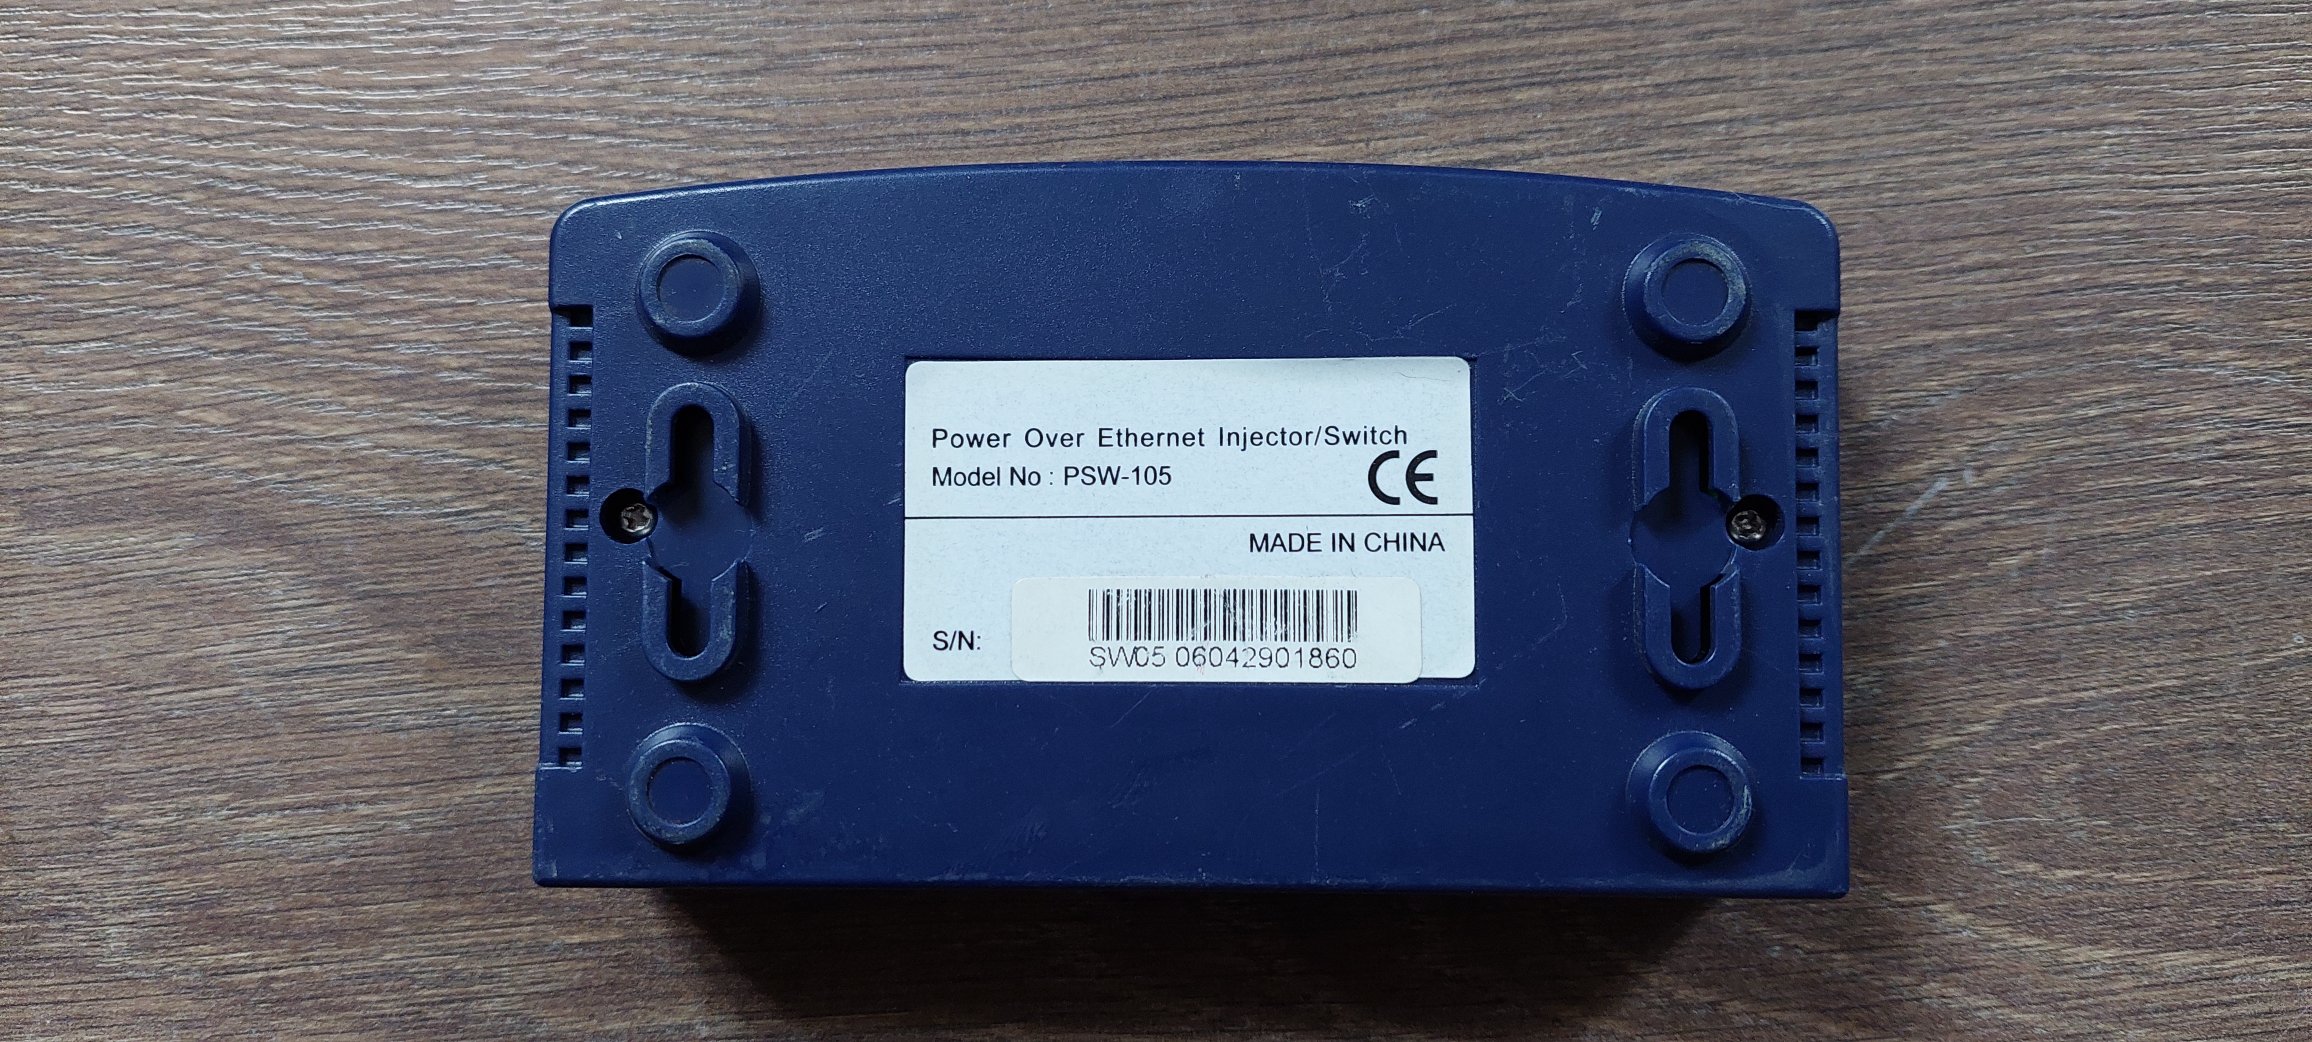 Power Over Ethernet Injector/Switch
Model No : PSW-105
CE
MADE IN CHINA
S/N:
SW05 06042901860